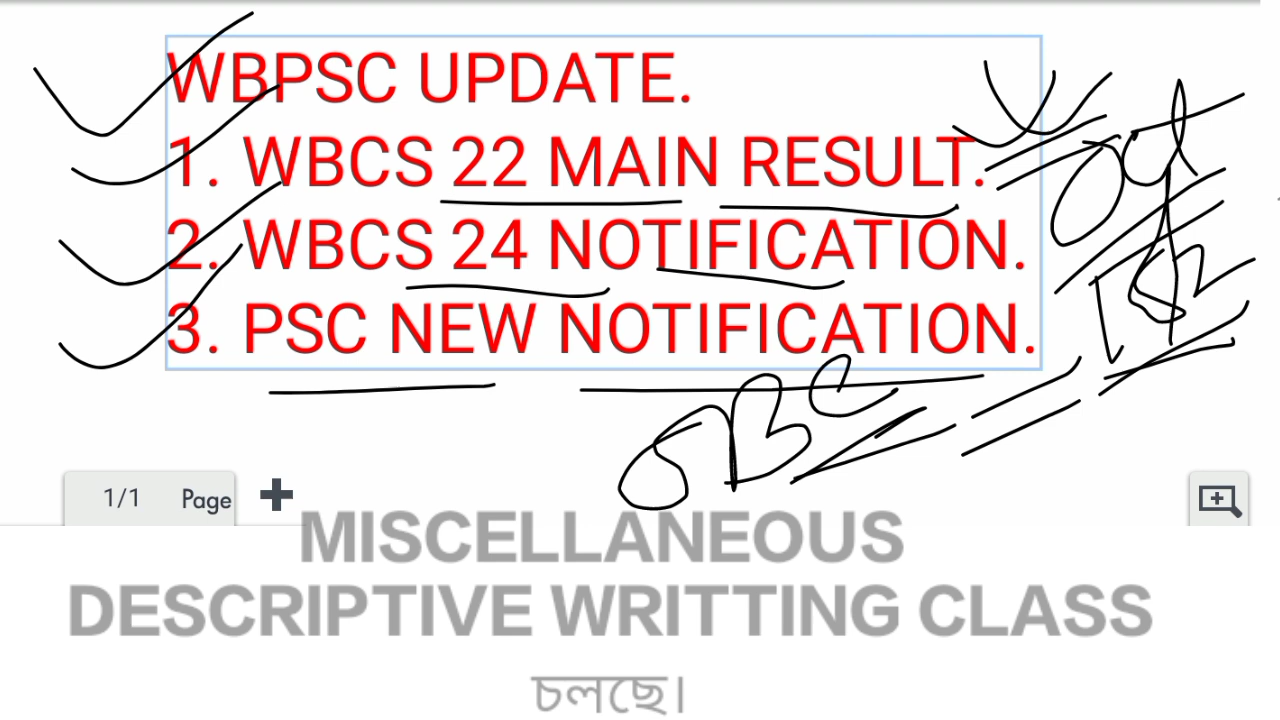 WBPSC UPDATE.
1. WBCS 22 MAIN RESULT.
2. WBCS 24 NOTIFICATION.
3. PSC NEW NOTIFICATION.
1/1 Page
MISCELLANEOUS
DESCRIPTIVE WRITTING CLASS
চলছে।